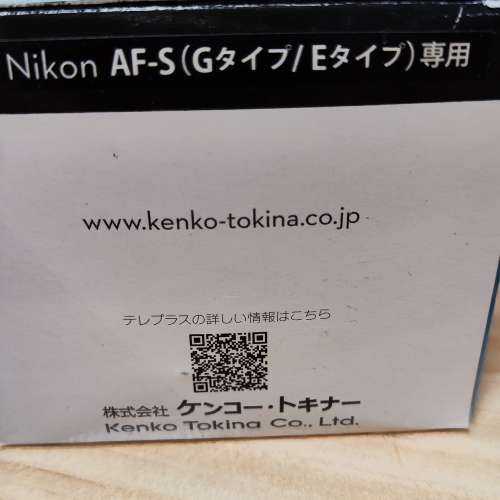 Nikon AF-S(Gタイプ/Eタイプ)専用
www.kenko-tokina.co.jp
テレプラスの詳しい情報はこちら
株式会社 ケンコー・トキナー
Kenko Tokina Co., Ltd.